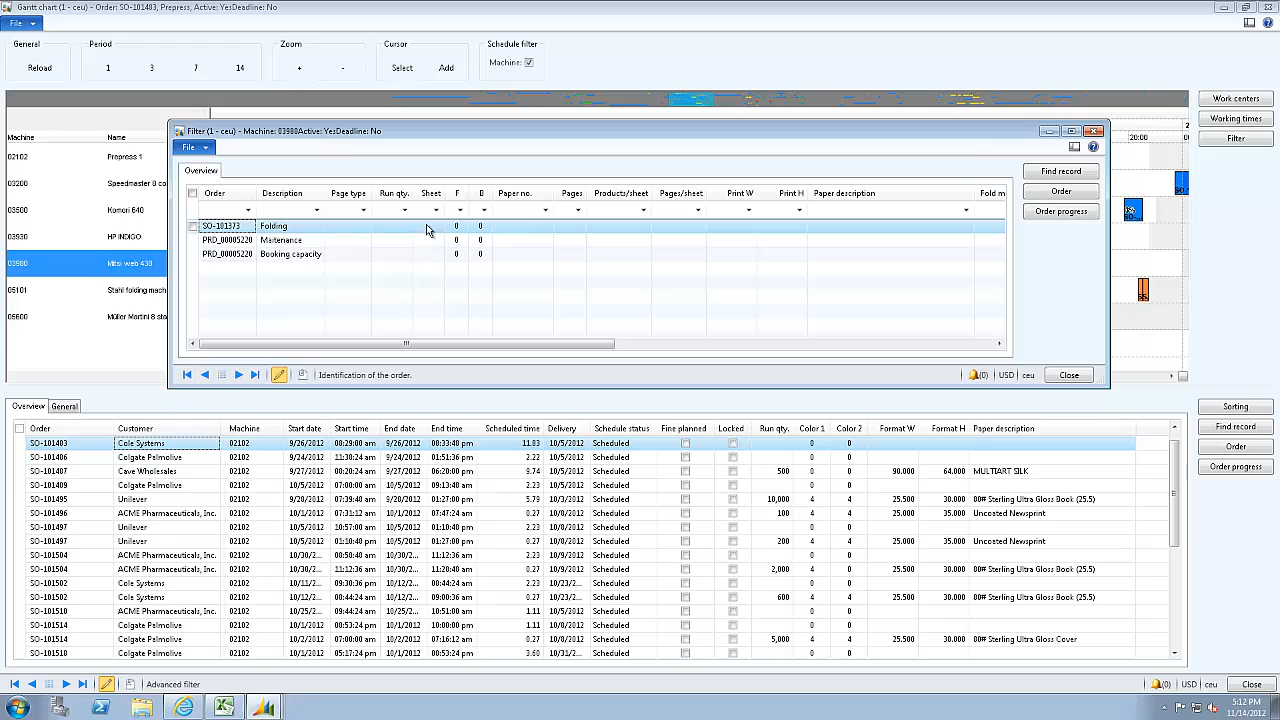 Gantt chart (1 - ceu) - Order: SO-101483, Prepress, Active: YesDeadline: No
File
General Period Zoom Cursor Schedule filter
Reload 1 3 7 14 + - Select Add Machine:
Work centers
Working times
Filter
Machine Name 20:00
02102 Prepress 1
03200 Speedmaster 8 co
03500 Komori 640
03930 HP INDIGO
03980 Mitsi web 438
05101 Stahl folding mach
05600 Müller Martini 8 sta
Filter (1 - ceu) - Machine: 03980Active: YesDeadline: No
File
Overview
Order Description Page type Run qty. Sheet F B Paper no. Pages Products/sheet Pages/sheet Print W Print H Paper description Fold m
SO-101373 Folding 0 0
PRD_00005220 Maitenance 0 0
PRD_00005220 Booking capacity 0 0
Find record
Order
Order progress
Identification of the order. (0) USD ceu Close
Overview General
Order Customer Machine Start date Start time End date End time Scheduled time Delivery Schedule status Fine planned Locked Run qty. Color 1 Color 2 Format W Format H Paper description
SO-101483 Cole Systems 02102 9/26/2012 08:29:00 am 9/26/2012 08:33:40 pm 11.83 10/5/2012 Scheduled 0 0
SO-101486 Colgate Palmolive 02102 9/24/2012 11:30:24 am 9/24/2012 01:51:36 pm 2.32 10/5/2012 Scheduled 0 0
SO-101487 Cave Wholesales 02102 9/27/2012 08:20:24 am 9/27/2012 06:20:00 pm 9.74 10/5/2012 Scheduled 500 4 0 90.000 64.000 MULTIART SILK
SO-101489 Colgate Palmolive 02102 10/5/2012 07:00:00 am 10/5/2012 09:13:48 am 2.23 10/5/2012 Scheduled 0 0
SO-101495 Unilever 02102 9/28/2012 07:39:48 am 9/28/2012 01:27:00 pm 5.79 10/3/2012 Scheduled 10,000 4 4 25.500 38.000 80# Sterling Ultra Gloss Book (25.5)
SO-101496 ACME Pharmaceuticals, Inc. 02102 10/1/2012 07:31:12 am 10/1/2012 07:47:24 am 0.27 10/5/2012 Scheduled 100 4 4 25.500 35.000 Uncoated Newsprint
SO-101497 Unilever 02102 10/5/2012 10:57:00 am 10/5/2012 01:10:48 pm 2.23 10/5/2012 Scheduled 0 0
SO-101497 Unilever 02102 10/5/2012 01:10:48 pm 10/5/2012 01:27:00 pm 0.27 10/5/2012 Scheduled 200 4 4 25.500 35.000 Uncoated Newsprint
SO-101504 ACME Pharmaceuticals, Inc. 02102 10/30/2... 08:58:48 am 10/30/2... 11:12:36 am 2.23 10/30/2... Scheduled 0 0
SO-101504 ACME Pharmaceuticals, Inc. 02102 10/30/2... 11:12:36 am 10/30/2... 11:28:48 am 0.27 10/30/2... Scheduled 2,000 4 4 25.500 38.000 80# Sterling Ultra Gloss Book (25.5)
SO-101502 Cole Systems 02102 10/11/2... 09:30:36 pm 10/12/2... 08:44:24 am 2.23 10/23/2... Scheduled 0 0
SO-101502 Cole Systems 02102 10/12/2... 08:44:24 am 10/12/2... 09:00:36 am 0.27 10/23/2... Scheduled 600 4 4 25.500 38.000 80# Sterling Ultra Gloss Book (25.5)
SO-101510 ACME Pharmaceuticals, Inc. 02102 10/25/2... 09:44:24 am 10/25/2... 10:51:00 am 1.11 10/5/2012 Scheduled 0 0
SO-101514 Colgate Palmolive 02102 10/1/2012 08:53:24 pm 10/1/2012 10:00:00 pm 1.11 10/5/2012 Scheduled 0 0
SO-101514 Colgate Palmolive 02102 10/2/2012 07:00:00 am 10/2/2012 07:16:12 am 0.27 10/5/2012 Scheduled 5,000 4 4 25.500 38.000 80# Sterling Ultra Gloss Cover
SO-101510 Colgate Palmolive 02102 10/1/2012 05:17:24 pm 10/1/2012 08:53:24 pm 3.60 10/31/2... Scheduled 0 0
Sorting
Find record
Order
Order progress
Advanced filter (0) USD ceu Close
5:12 PM
11/14/2012